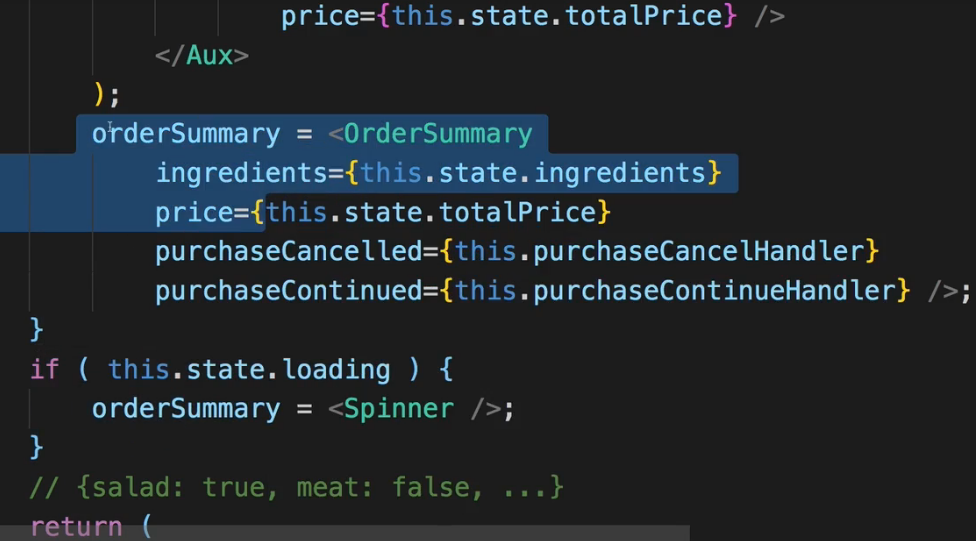 price={this.state.totalPrice} />
</Aux>
);
orderSummary = <OrderSummary
ingredients={this.state.ingredients}
price={this.state.totalPrice}
purchaseCancelled={this.purchaseCancelHandler}
purchaseContinued={this.purchaseContinueHandler} />;
}
if ( this.state.loading ) {
orderSummary = <Spinner />;
}
// {salad: true, meat: false, ...}
return (